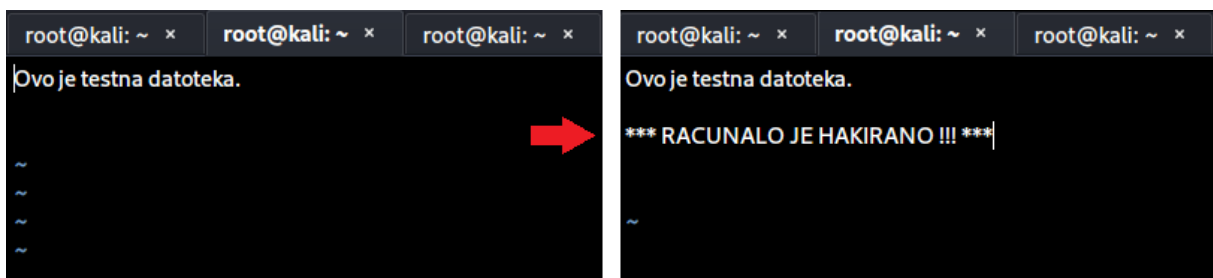 root@kali: ~ × root@kali: ~ × root@kali: ~ ×
Ovo je testna datoteka.
~
~
~
~
root@kali: ~ × root@kali: ~ × root@kali: ~ ×
Ovo je testna datoteka.
*** RACUNALO JE HAKIRANO !!! ***
~